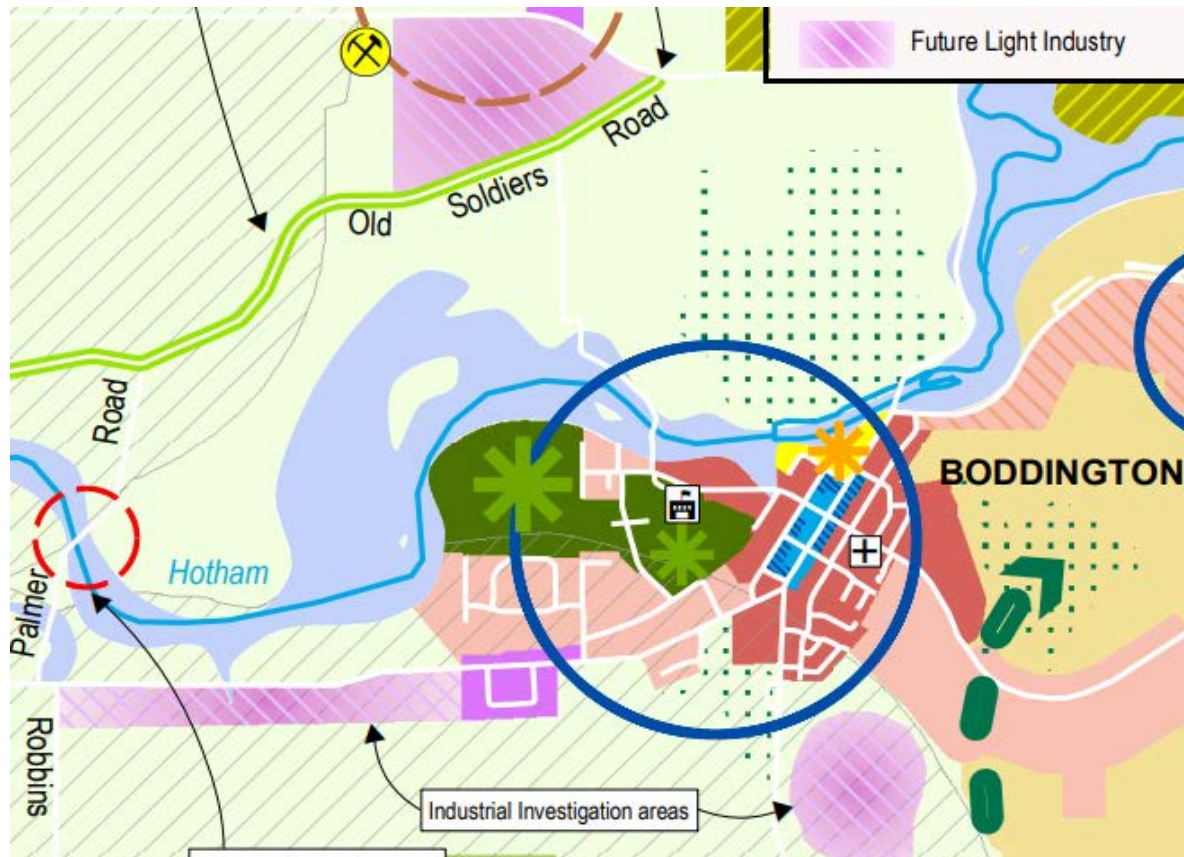 Future Light Industry
Old Soldiers Road
Road
BODDINGTON
Hotham
Palmer
Robbins
Industrial Investigation areas